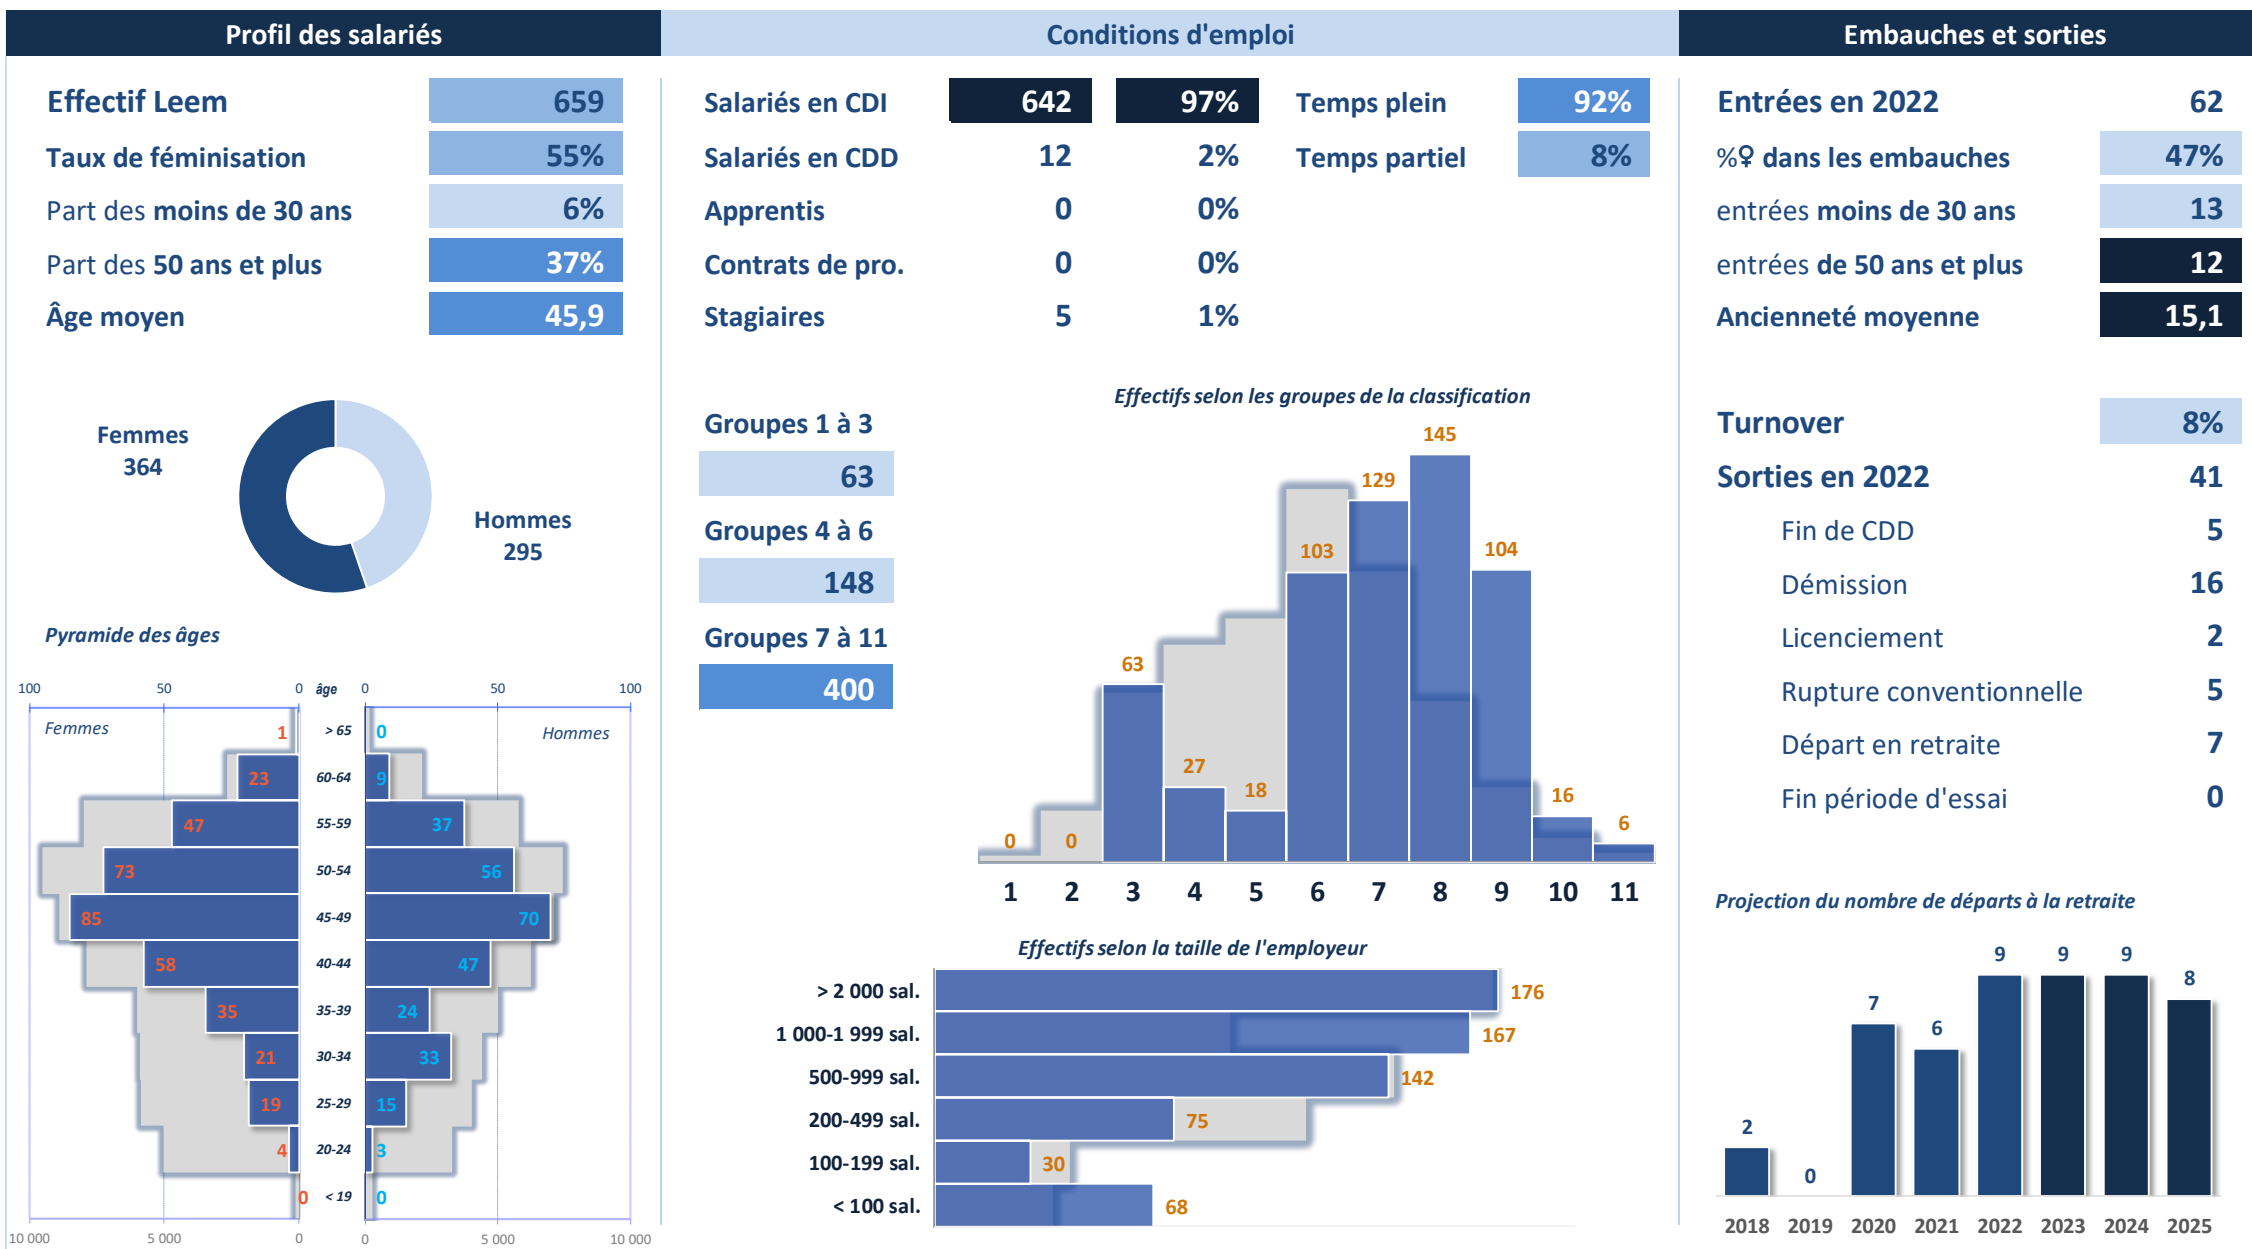 Profil des salariés
Effectif Leem 659
Taux de féminisation 55%
Part des moins de 30 ans 6%
Part des 50 ans et plus 37%
Âge moyen 45,9
Femmes
364
Hommes
295
Pyramide des âges
100 50 0 âge 0 50 100
Femmes Hommes
1 > 65 0
23 60-64 9
47 55-59 37
73 50-54 56
85 45-49 70
58 40-44 47
35 35-39 24
21 30-34 33
19 25-29 15
4 20-24 3
0 < 19 0
10 000 5 000 0 0 5 000 10 000
Conditions d'emploi
Salariés en CDI 642 97% Temps plein 92%
Salariés en CDD 12 2% Temps partiel 8%
Apprentis 0 0%
Contrats de pro. 0 0%
Stagiaires 5 1%
Groupes 1 à 3
63
Groupes 4 à 6
148
Groupes 7 à 11
400
Effectifs selon les groupes de la classification
0 0 63 27 18 103 129 145 104 16 6
1 2 3 4 5 6 7 8 9 10 11
Effectifs selon la taille de l'employeur
> 2 000 sal. 176
1 000-1 999 sal. 167
500-999 sal. 142
200-499 sal. 75
100-199 sal. 30
< 100 sal. 68
Embauches et sorties
Entrées en 2022 62
%♀ dans les embauches 47%
entrées moins de 30 ans 13
entrées de 50 ans et plus 12
Ancienneté moyenne 15,1
Turnover 8%
Sorties en 2022 41
Fin de CDD 5
Démission 16
Licenciement 2
Rupture conventionnelle 5
Départ en retraite 7
Fin période d'essai 0
Projection du nombre de départs à la retraite
2 0 7 6 9 9 9 8
2018 2019 2020 2021 2022 2023 2024 2025